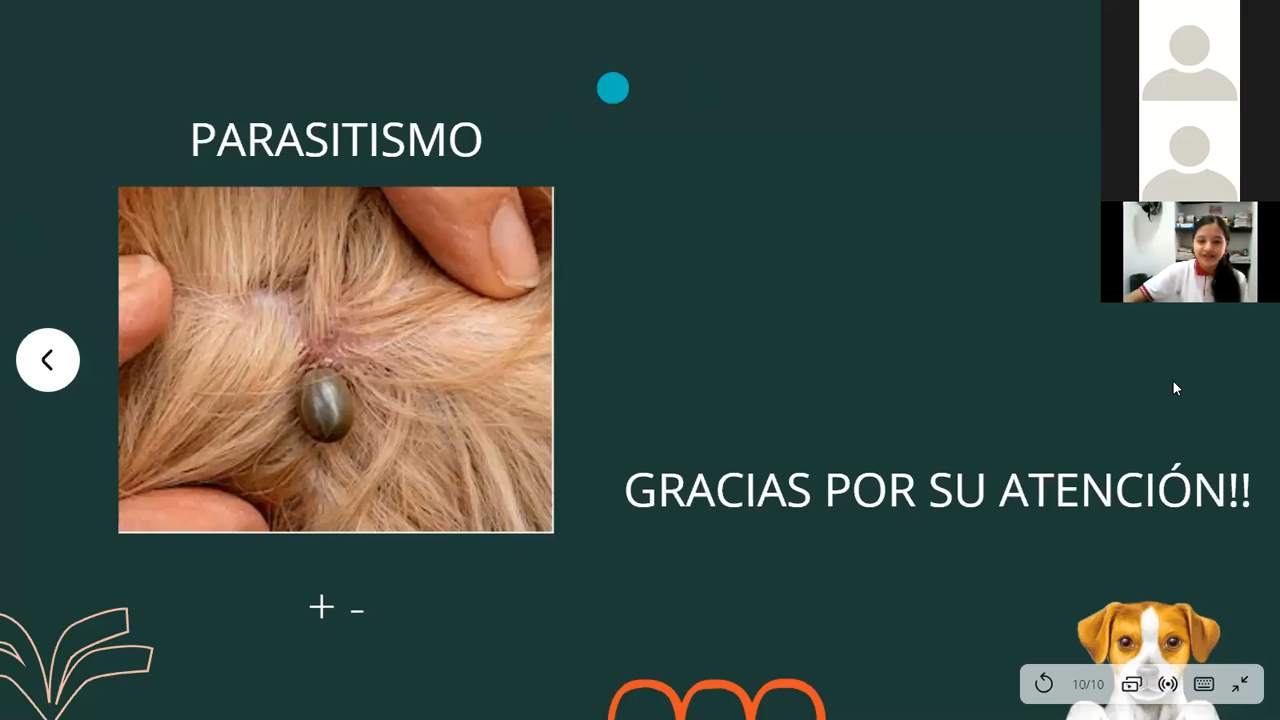 PARASITISMO
GRACIAS POR SU ATENCIÓN!!
+ -
10/10